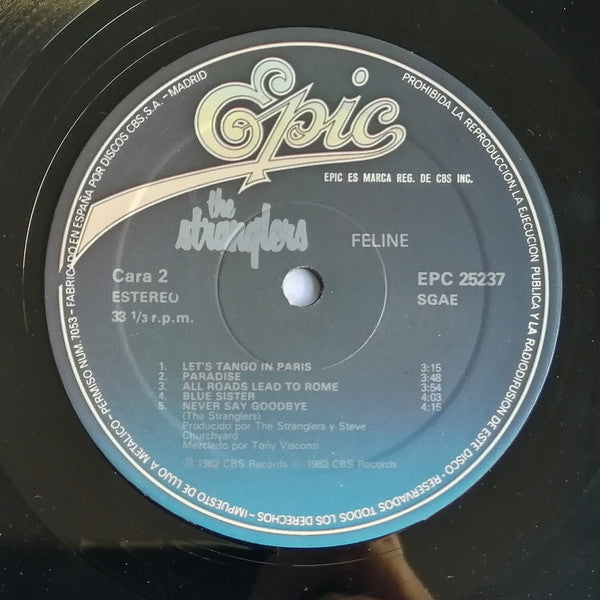 Epic
EPIC ES MARCA REG. DE CBS INC.
the
stranglers
FELINE
Cara 2
ESTEREO
33 1/3 r.p.m.
EPC 25237
SGAE
1. LET'S TANGO IN PARIS 3:15
2. PARADISE 3:48
3. ALL ROADS LEAD TO ROME 3:54
4. BLUE SISTER 4:03
5. NEVER SAY GOODBYE 4:15
(The Stranglers)
Producido por The Stranglers y Steve
Churchyard
Mezclado por Tony Visconti
℗ 1982 CBS Records © 1982 CBS Records
PROHIBIDA LA REPRODUCCION, LA EJECUCION PUBLICA Y LA RADIODIFUSION DE ESTE DISCO - RESERVADOS TODOS LOS DERECHOS - IMPUESTO DE LUJO A METALICO - PERMISO NUM. 7053 - FABRICADO EN ESPAÑA POR DISCOS CBS, S.A. - MADRID